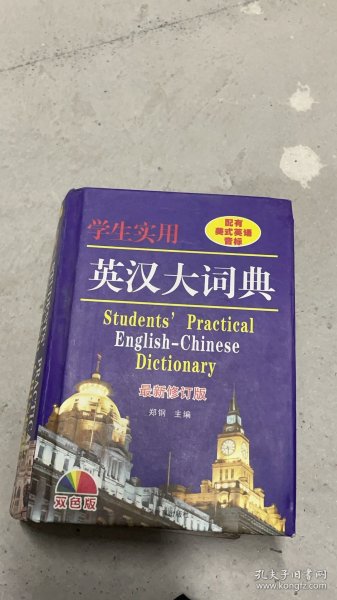 学生实用
配有
美式英语
音标
英汉大词典
Students' Practical
English-Chinese
Dictionary
最新修订版
郑钢 主编
双色版
孔夫子旧书网